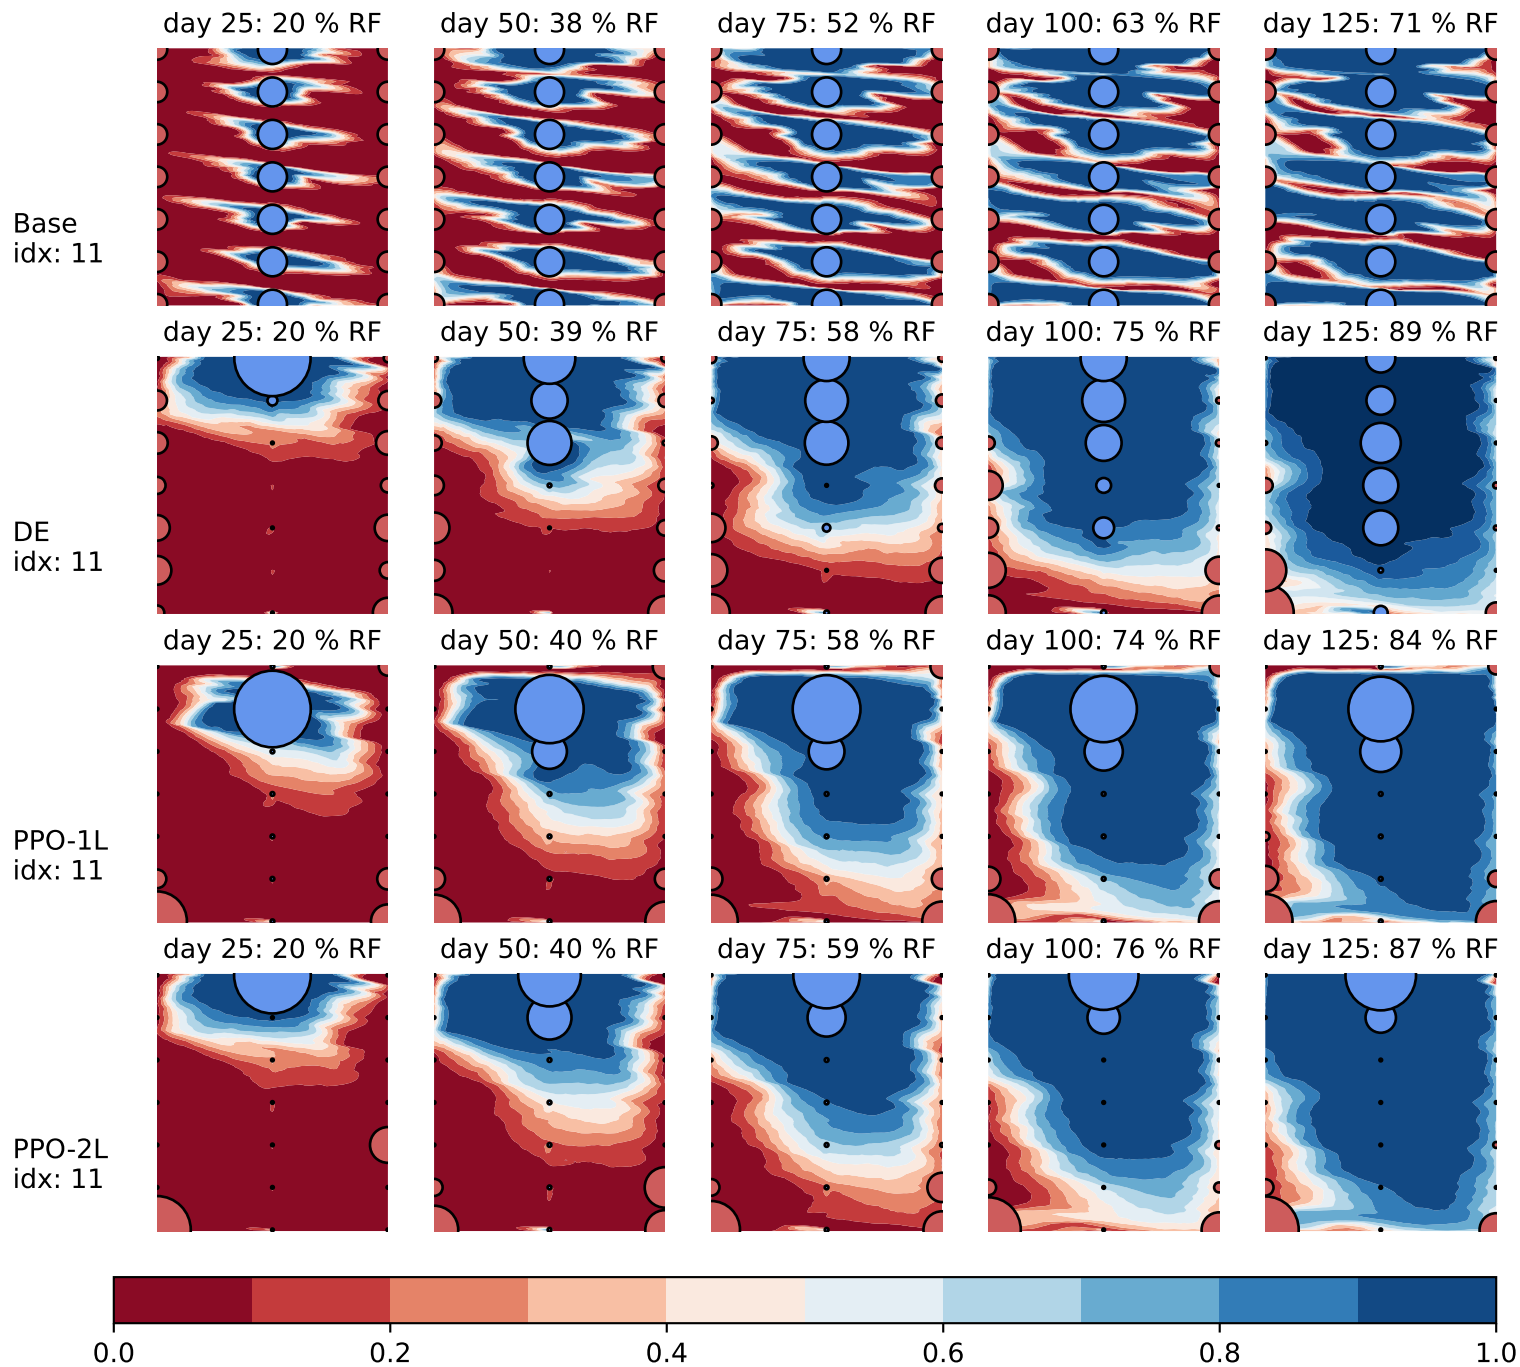 day 25: 20 % RF
day 50: 38 % RF
day 75: 52 % RF
day 100: 63 % RF
day 125: 71 % RF
Base
idx: 11
day 25: 20 % RF
day 50: 39 % RF
day 75: 58 % RF
day 100: 75 % RF
day 125: 89 % RF
DE
idx: 11
day 25: 20 % RF
day 50: 40 % RF
day 75: 58 % RF
day 100: 74 % RF
day 125: 84 % RF
PPO-1L
idx: 11
day 25: 20 % RF
day 50: 40 % RF
day 75: 59 % RF
day 100: 76 % RF
day 125: 87 % RF
PPO-2L
idx: 11
0.0
0.2
0.4
0.6
0.8
1.0